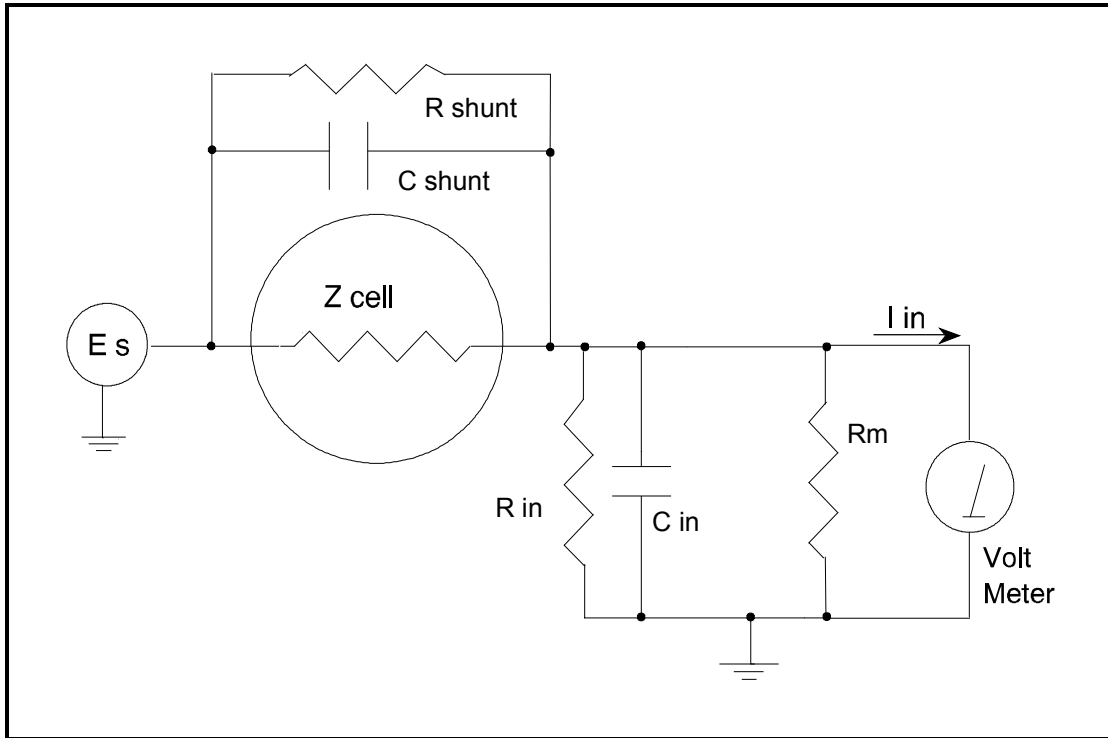 R shunt
C shunt
Z cell
E s
I in
Rm
R in
C in
Volt
Meter